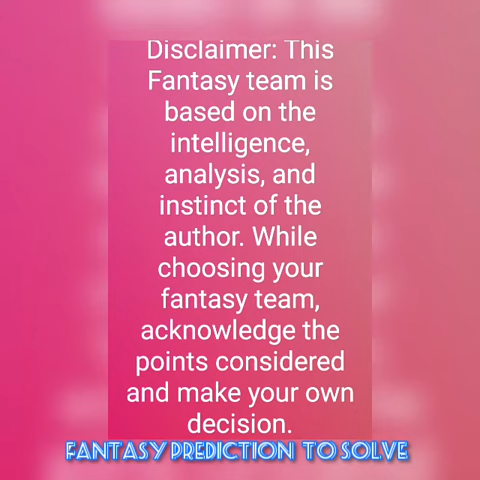 Disclaimer: This
Fantasy team is
based on the
intelligence,
analysis, and
instinct of the
author. While
choosing your
fantasy team,
acknowledge the
points considered
and make your own
decision.
FANTASY PREDICTION TO SOLVE